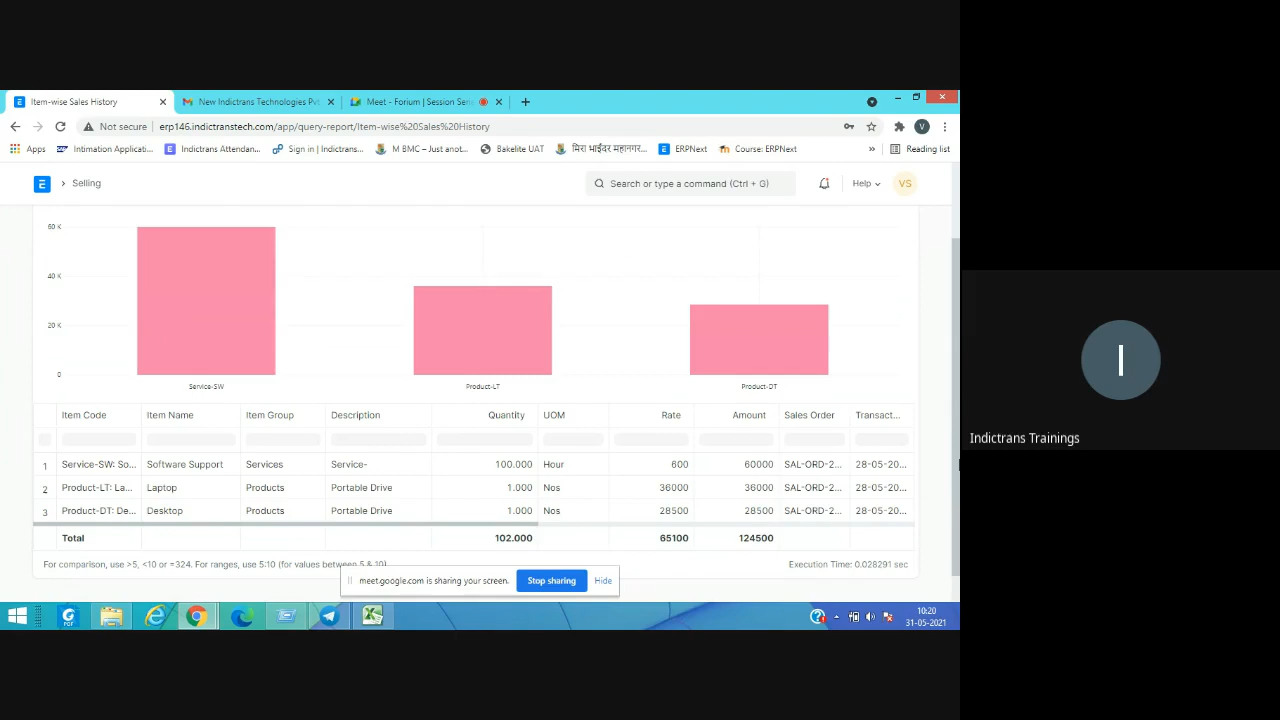 Item-wise Sales History
New Indictrans Technologies Pvt
Meet - Forium | Session Seri
Not secure | erp146.indictranstech.com/app/query-report/Item-wise%20Sales%20History
Apps
Intimation Applicati...
Indictrans Attendan...
Sign in | Indictrans...
M BMC – Just anot...
Bakelite UAT
मिरा भाईंदर महानगर...
ERPNext
Course: ERPNext
»
Reading list
E
Selling
Search or type a command (Ctrl + G)
Help
VS
60 K
40 K
20 K
0
Service-SW
Product-LT
Product-DT
Item Code Item Name Item Group Description Quantity UOM Rate Amount Sales Order Transact...
1 Service-SW: So... Software Support Services Service- 100.000 Hour 600 60000 SAL-ORD-2... 28-05-20...
2 Product-LT: La... Laptop Products Portable Drive 1.000 Nos 36000 36000 SAL-ORD-2... 28-05-20...
3 Product-DT: De... Desktop Products Portable Drive 1.000 Nos 28500 28500 SAL-ORD-2... 28-05-20...
Total 102.000 65100 124500
For comparison, use >5, <10 or =324. For ranges, use 5:10 (for values between 5 & 10).
Execution Time: 0.028291 sec
meet.google.com is sharing your screen.
Stop sharing
Hide
10:20
31-05-2021
I
Indictrans Trainings